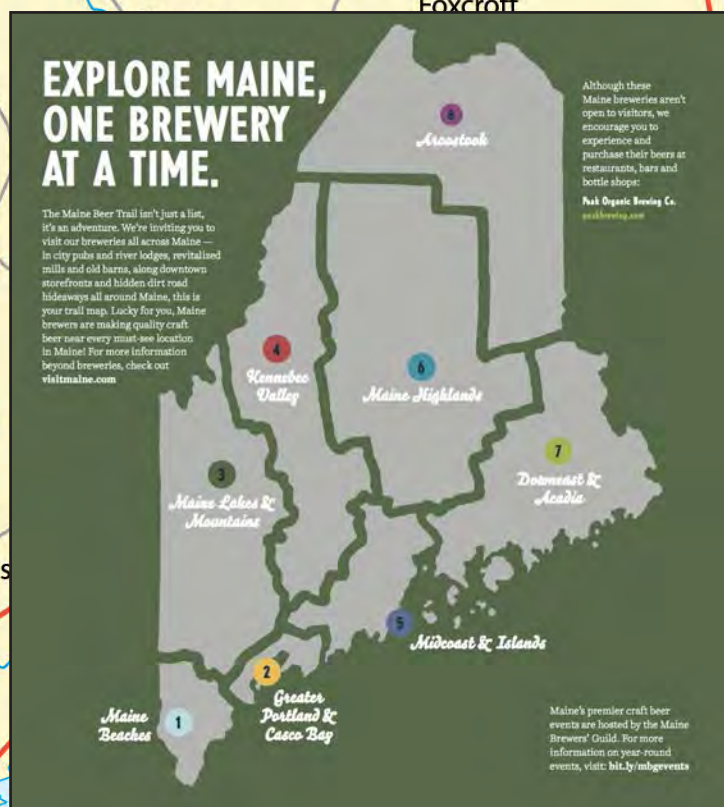 Foxcroft
EXPLORE MAINE,
ONE BREWERY
AT A TIME.
The Maine Beer Trail isn't just a list,
it's an adventure. We're inviting you to
visit our breweries all across Maine —
in city pubs and river lodges, revitalized
mills and old barns, along downtown
storefronts and hidden dirt road
hideaways all around Maine, this is
your trail map. Lucky for you, Maine
brewers are making quality craft
beer near every must-see location
in Maine! For more information
beyond breweries, check out
visitmaine.com
Although these
Maine breweries aren't
open to visitors, we
encourage you to
experience and
purchase their beers at
restaurants, bars and
bottle shops:
Peak Organic Brewing Co.
peakbrewing.com
Aroostook
4
Kennebec
Valley
6
Maine Highlands
7
Downeast &
Acadia
3
Maine Lakes &
Mountains
5
Midcoast & Islands
2
Greater
Portland &
Casco Bay
1
Maine
Beaches
Maine's premier craft beer
events are hosted by the Maine
Brewers' Guild. For more
information on year-round
events, visit: bit.ly/mbgevents
S